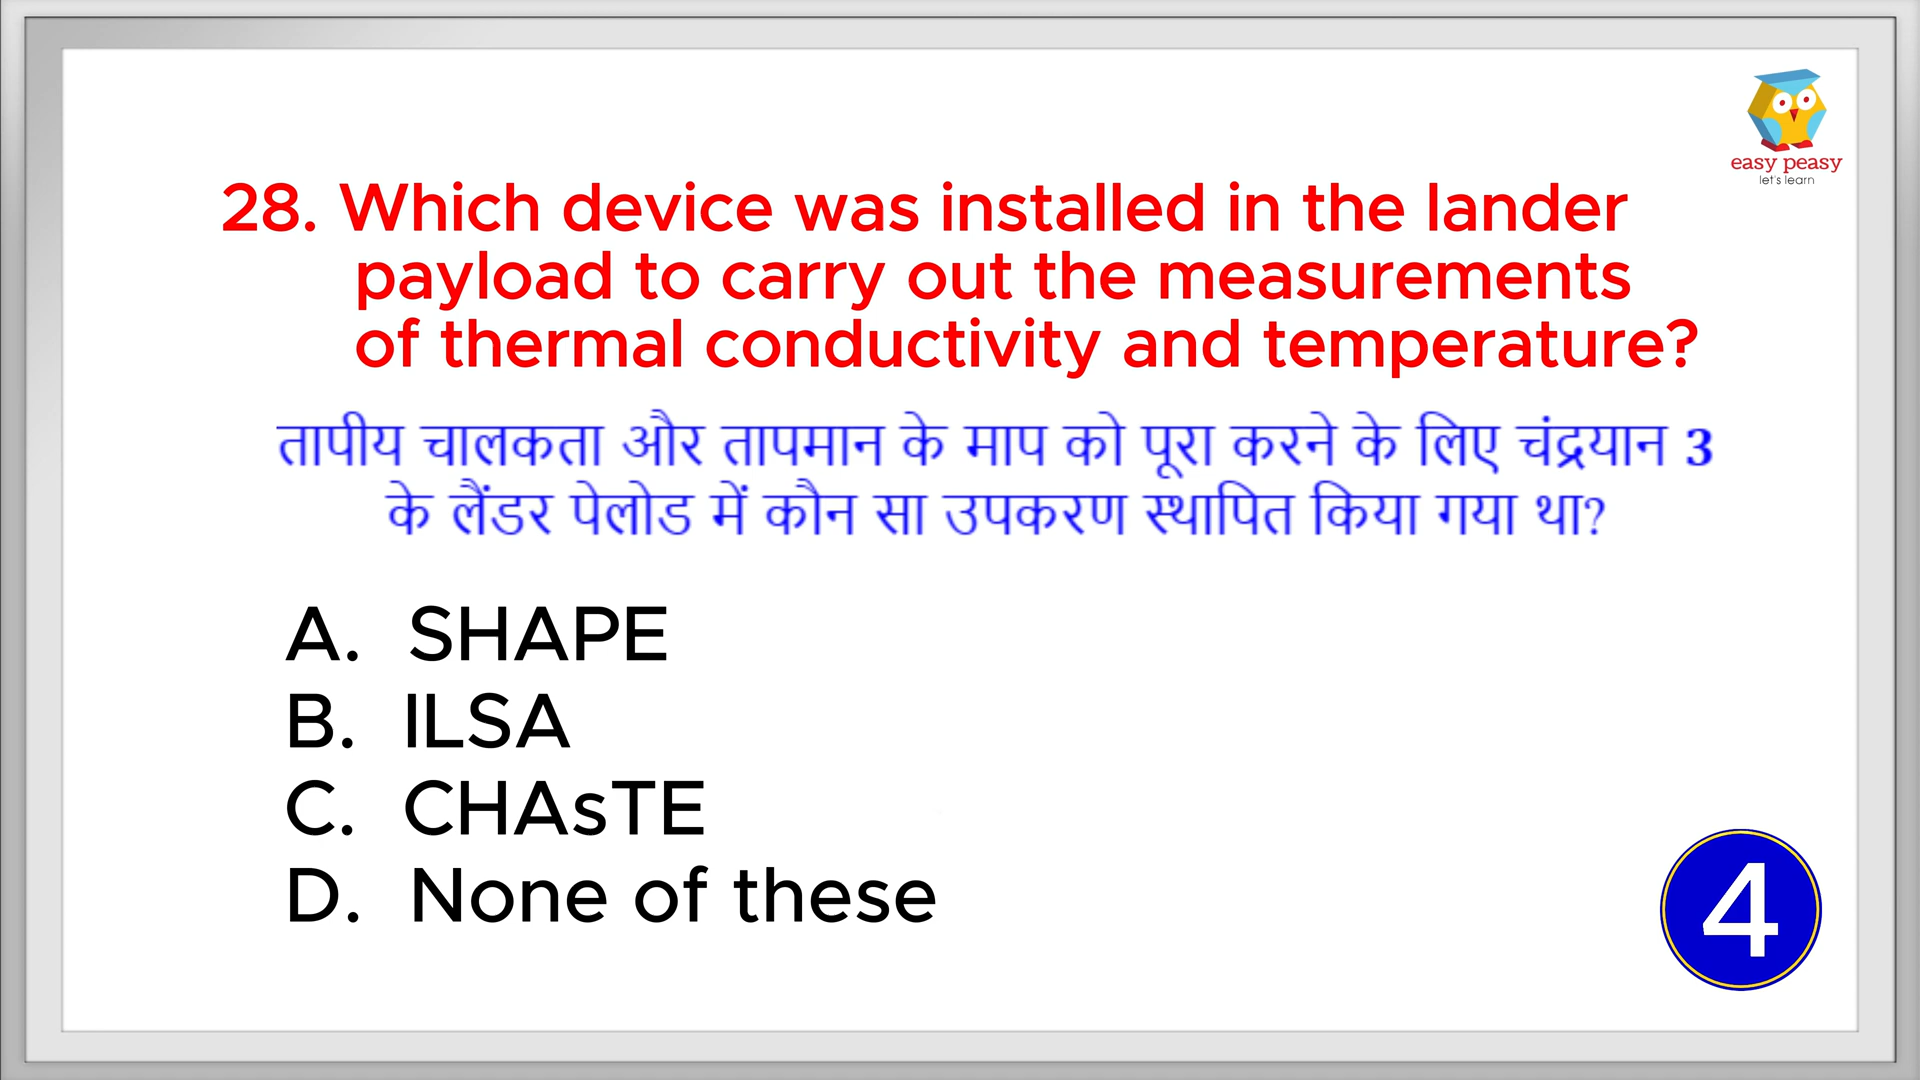 easy peasy
let's learn
28. Which device was installed in the lander
payload to carry out the measurements
of thermal conductivity and temperature?
तापीय चालकता और तापमान के माप को पूरा करने के लिए चंद्रयान 3
के लैंडर पेलोड में कौन सा उपकरण स्थापित किया गया था?
A. SHAPE
B. ILSA
C. CHAsTE
D. None of these
4